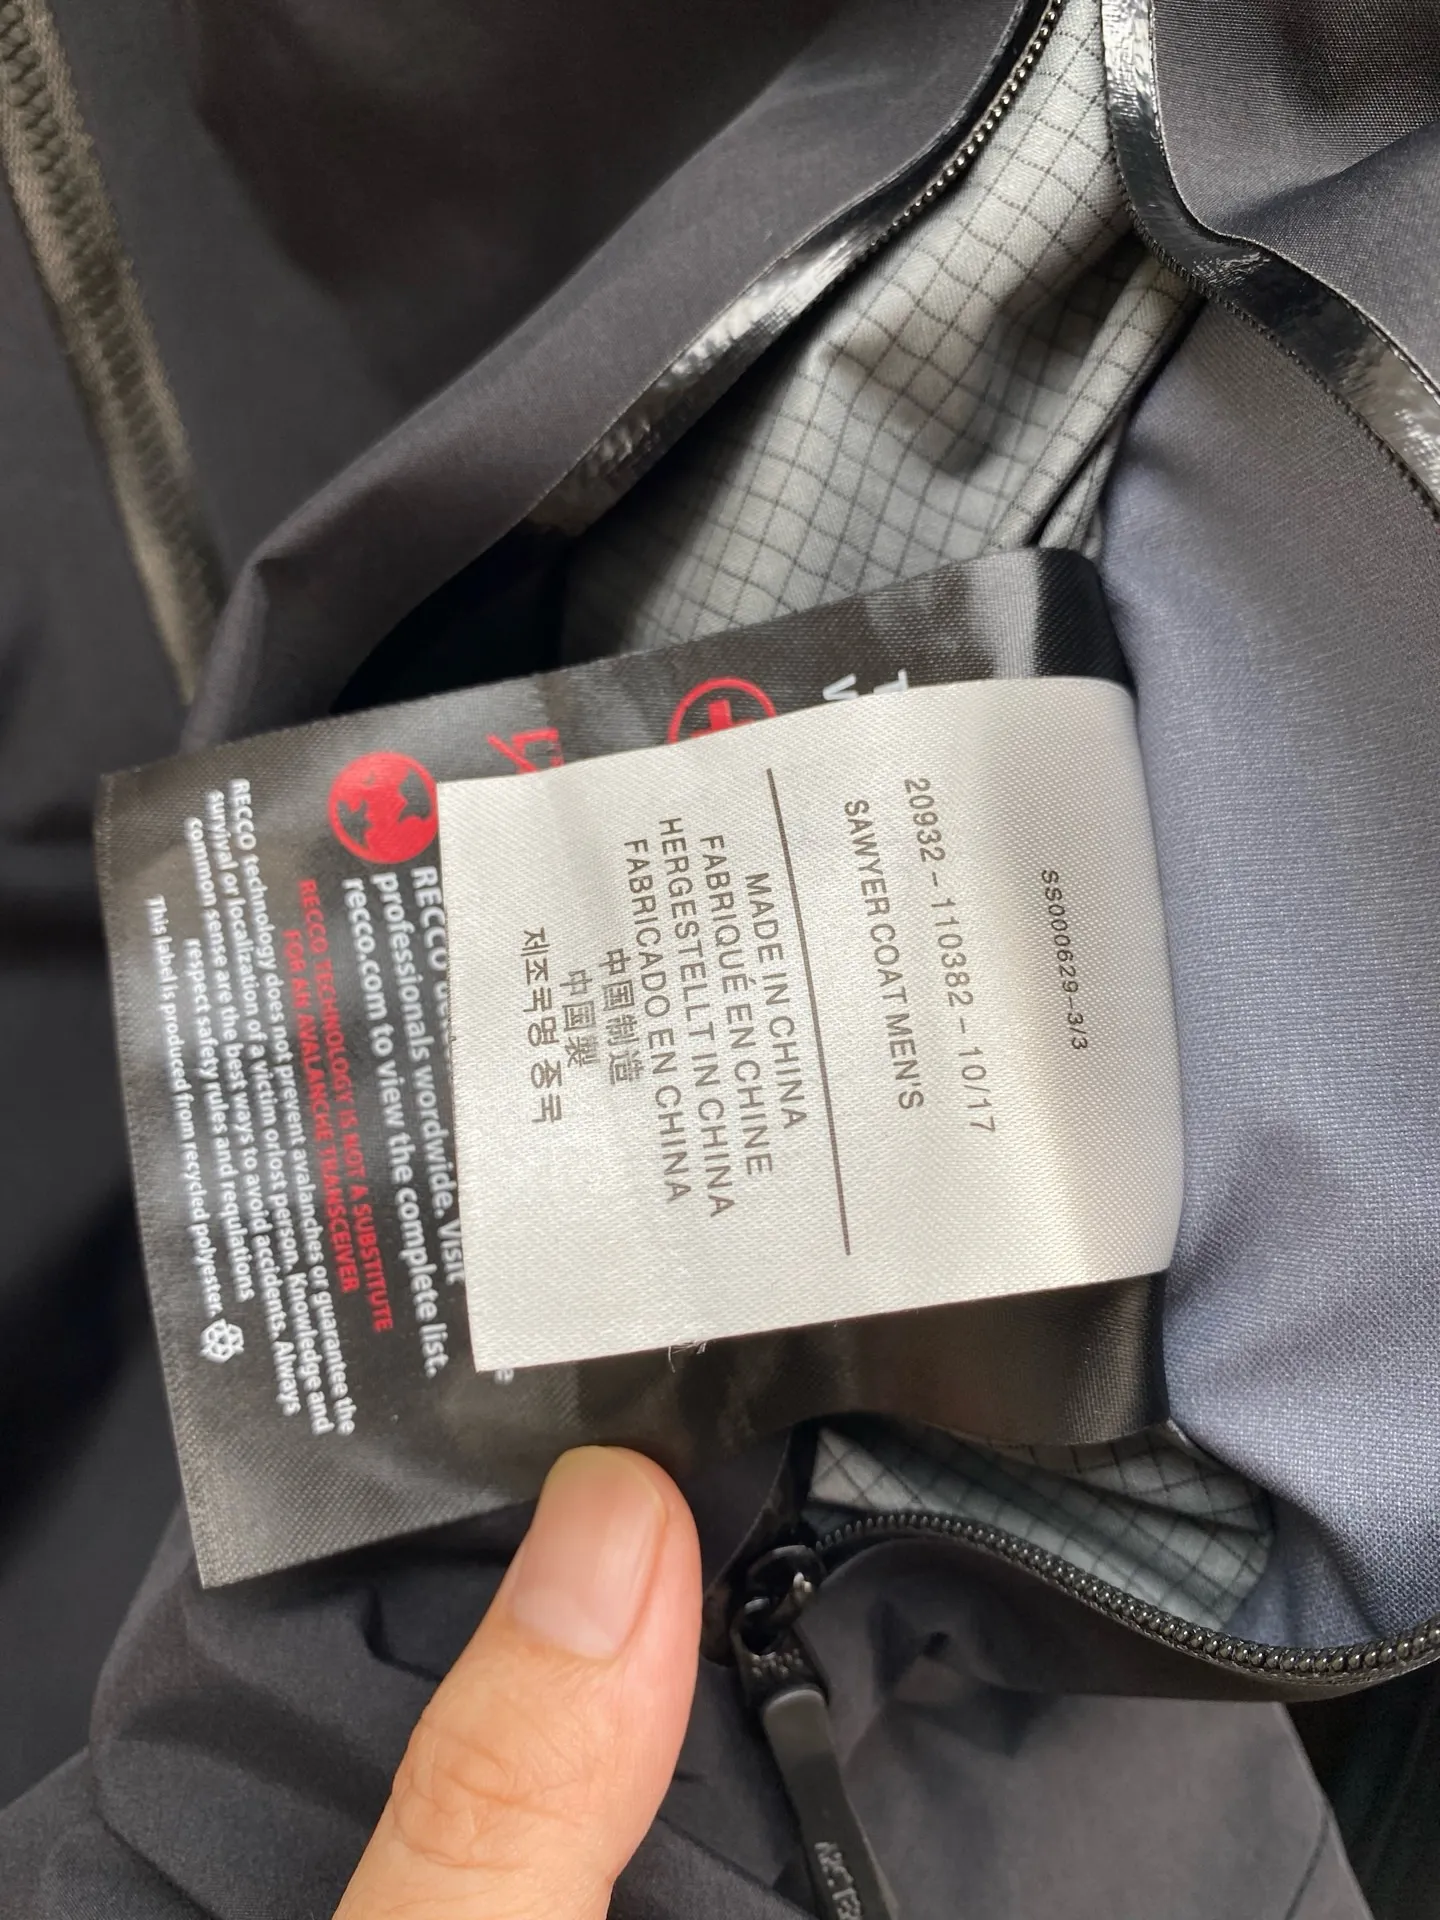 SS000629-3/3
20932-110382-10/17
SAWYER COAT MEN'S
MADE IN CHINA
FABRIQUÉ EN CHINE
HERGESTELLT IN CHINA
FABRICADO EN CHINA
中国制造
中国製
제조국명 중국
RECCO
professionals wordwide. Visit
recco.com to view the complete list.
RECCO TECHNOLOGY IS NOT A SUBSTITUTE
FOR AN AVALANCHE TRANSCEIVER
RECCO technology does not prevent avalanches or guarantee the
survival or localization of a victim or lost person. Knowledge and
common sense are the best ways to avoid accidents. Always
respect safety rules and regulations
This label is produced from recycled polyester.